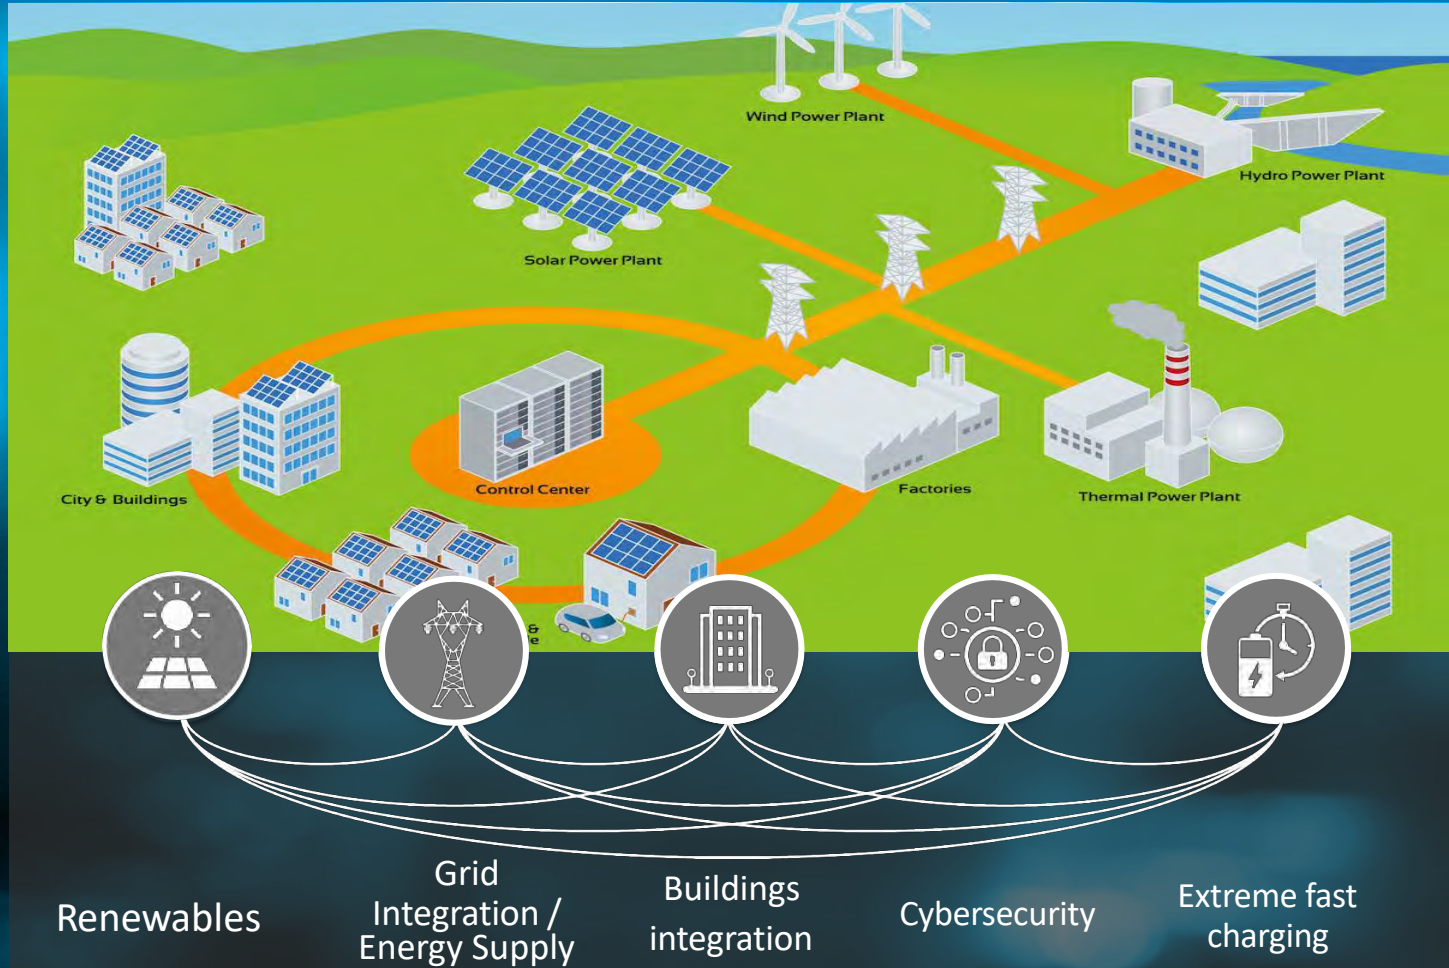 Wind Power Plant
Hydro Power Plant
Solar Power Plant
City & Buildings
Control Center
Factories
Thermal Power Plant
&
Renewables
Grid
Integration /
Energy Supply
Buildings
integration
Cybersecurity
Extreme fast
charging